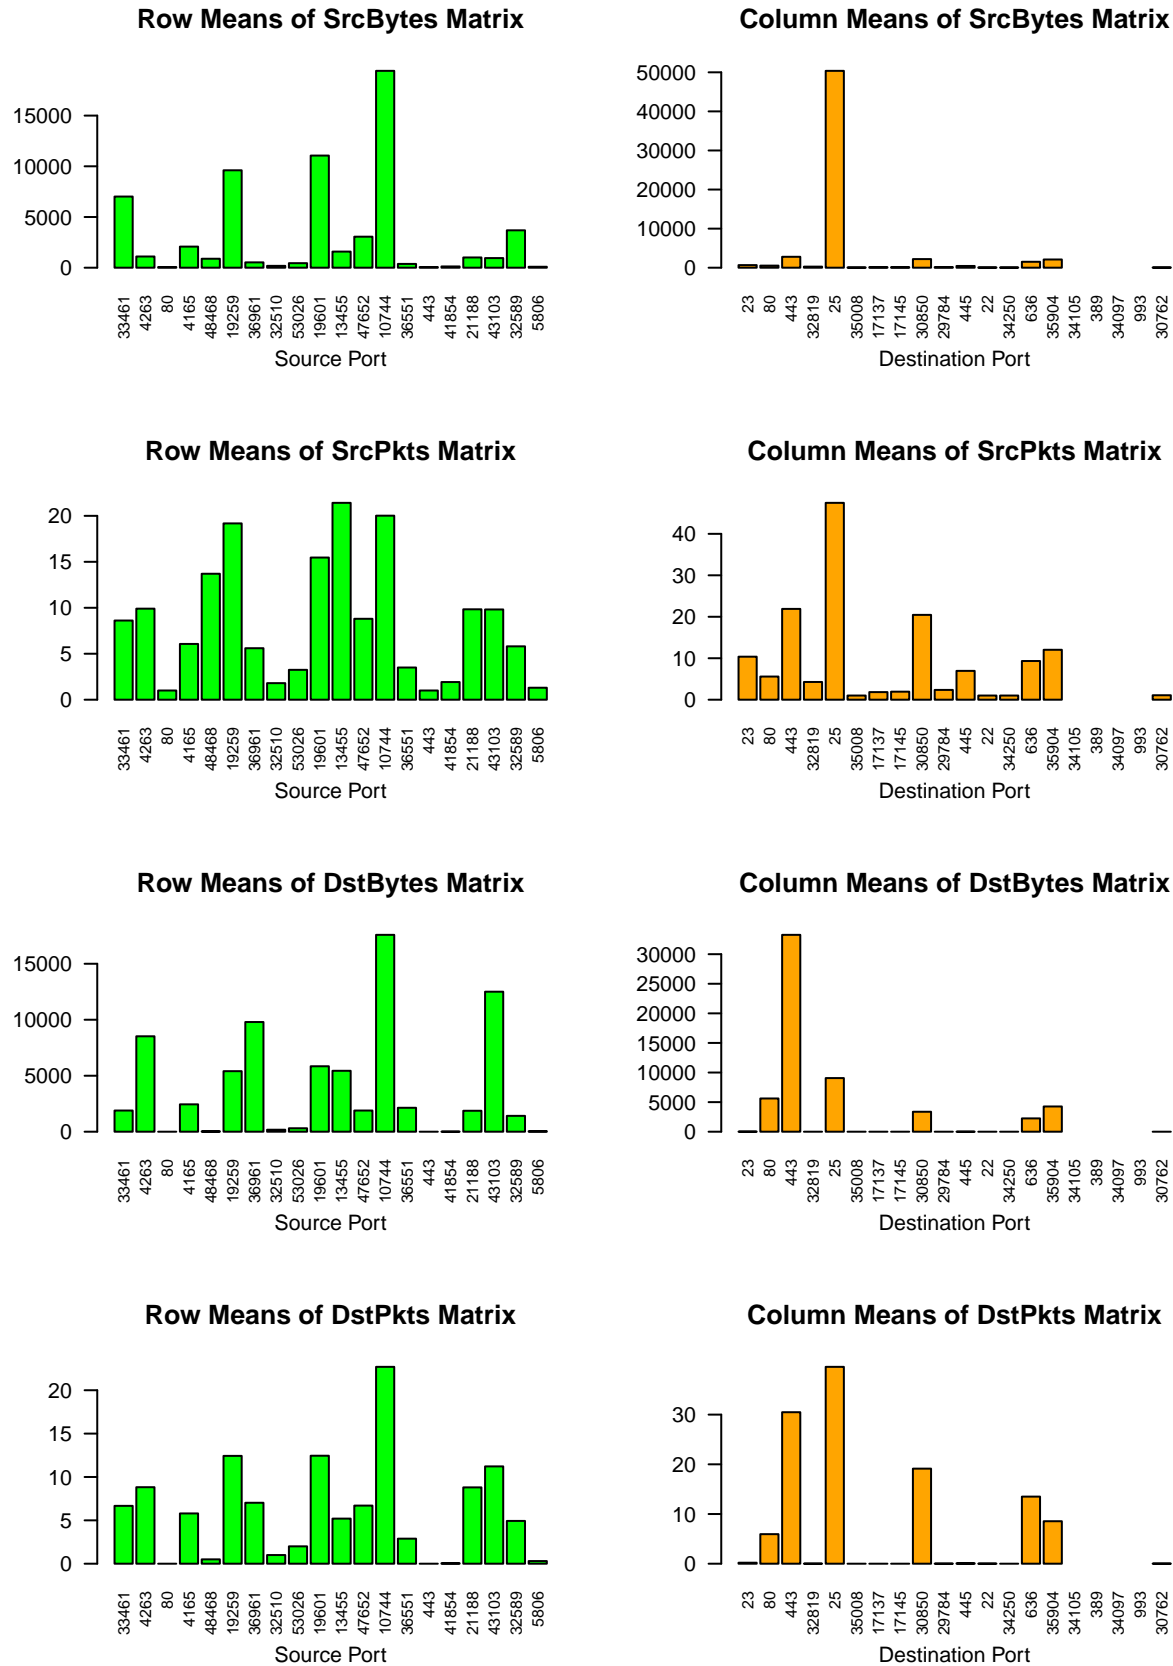 Row Means of SrcBytes Matrix
15000
10000
5000
0
33461 4263 80 4165 48468 19259 36961 32510 53026 19601 13455 47652 10744 36551 443 41854 21188 43103 32589 5806
Source Port
Column Means of SrcBytes Matrix
50000
40000
30000
20000
10000
0
23 80 443 32819 25 35008 17137 17145 30850 29784 445 22 34250 636 35904 34105 389 34097 993 30762
Destination Port
Row Means of SrcPkts Matrix
20
15
10
5
0
33461 4263 80 4165 48468 19259 36961 32510 53026 19601 13455 47652 10744 36551 443 41854 21188 43103 32589 5806
Source Port
Column Means of SrcPkts Matrix
40
30
20
10
0
23 80 443 32819 25 35008 17137 17145 30850 29784 445 22 34250 636 35904 34105 389 34097 993 30762
Destination Port
Row Means of DstBytes Matrix
15000
10000
5000
0
33461 4263 80 4165 48468 19259 36961 32510 53026 19601 13455 47652 10744 36551 443 41854 21188 43103 32589 5806
Source Port
Column Means of DstBytes Matrix
30000
25000
20000
15000
10000
5000
0
23 80 443 32819 25 35008 17137 17145 30850 29784 445 22 34250 636 35904 34105 389 34097 993 30762
Destination Port
Row Means of DstPkts Matrix
20
15
10
5
0
33461 4263 80 4165 48468 19259 36961 32510 53026 19601 13455 47652 10744 36551 443 41854 21188 43103 32589 5806
Source Port
Column Means of DstPkts Matrix
30
20
10
0
23 80 443 32819 25 35008 17137 17145 30850 29784 445 22 34250 636 35904 34105 389 34097 993 30762
Destination Port